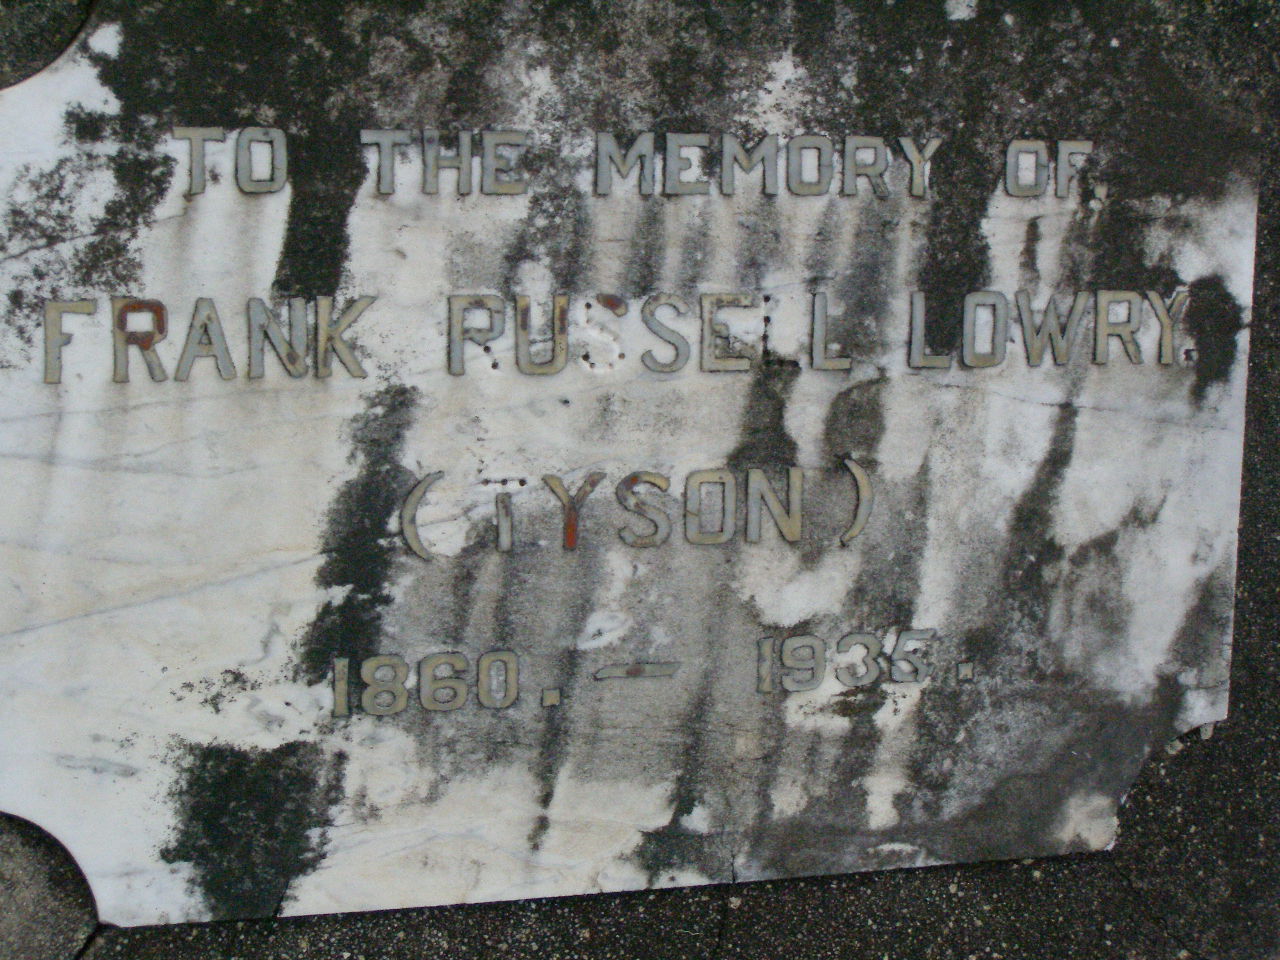 TO THE MEMORY OF
FRANK RUSSELL LOWRY
(TYSON)
1860. – 1935.